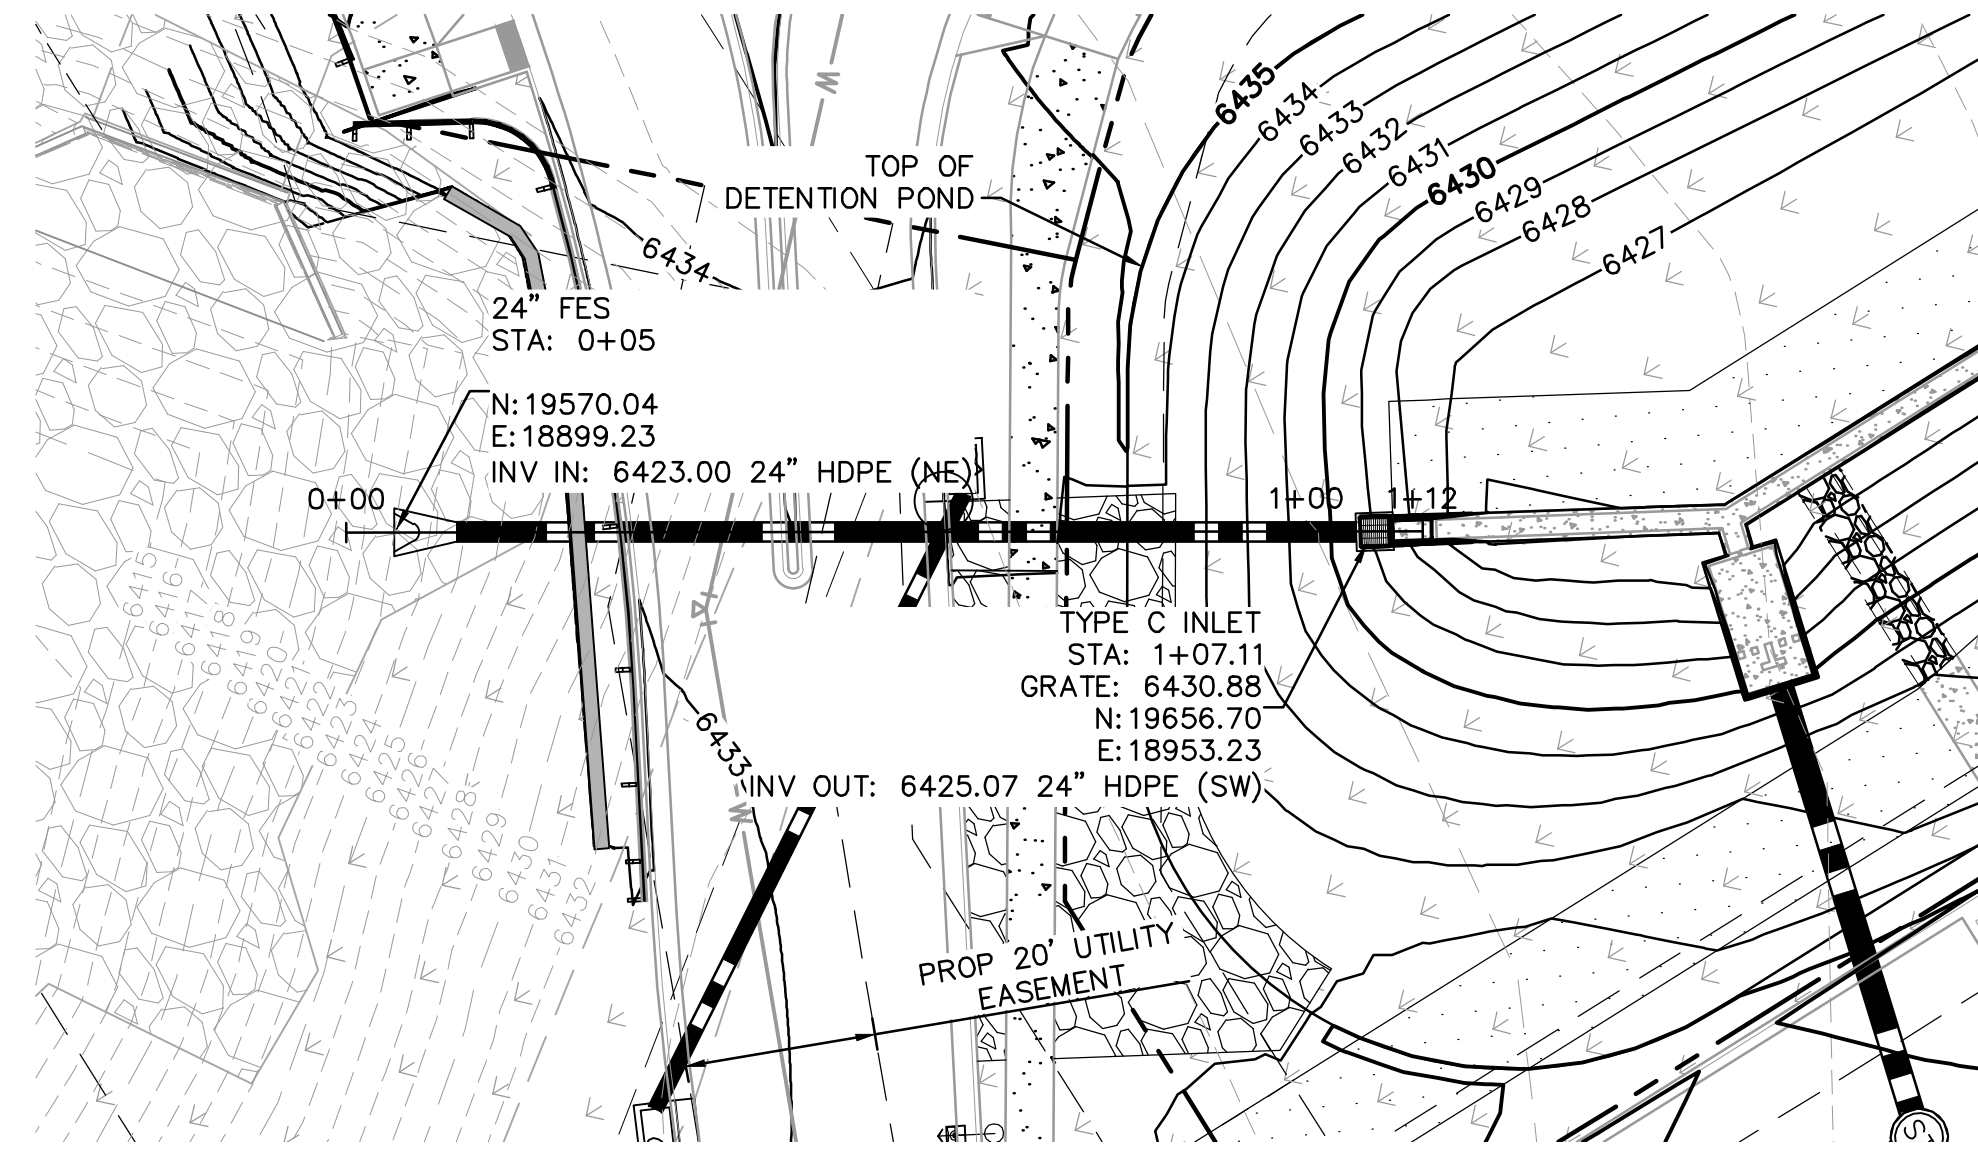 TOP OF
DETENTION POND
6435
6434
6433
6432
6431
6430
6429
6428
6427
6434
24” FES
STA: 0+05
N:19570.04
E:18899.23
INV IN: 6423.00 24” HDPE (NE)
0+00
1+00
1+12
W
6415
6416
6417
6418
6419
6420
6421
6422
6423
6424
6425
6426
6427
6428
6429
6430
6431
6432
TYPE C INLET
STA: 1+07.11
GRATE: 6430.88
N:19656.70
E:18953.23
INV OUT: 6425.07 24” HDPE (SW)
6433
W
PROP 20’ UTILITY
EASEMENT